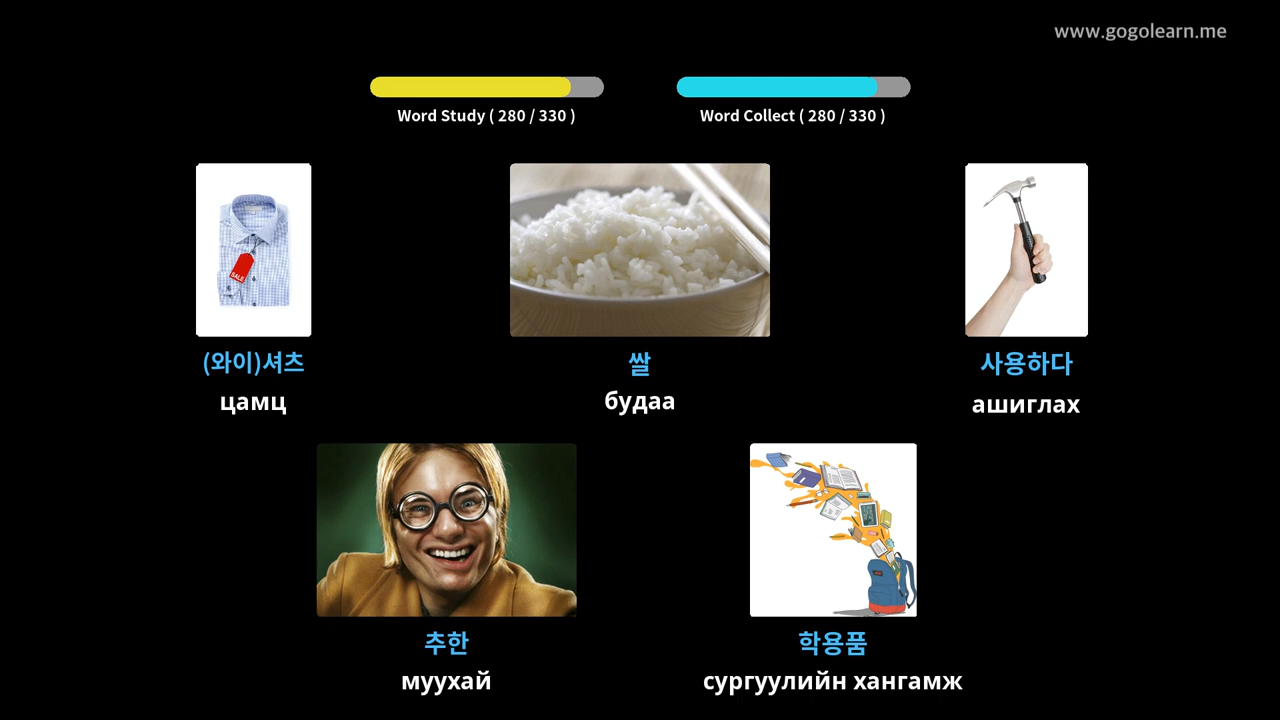 www.gogolearn.me
Word Study ( 280 / 330 )
Word Collect ( 280 / 330 )
SALE
(와이)셔츠
쌀
사용하다
цамц
будаа
ашиглах
추한
학용품
муухай
сургуулийн хангамж